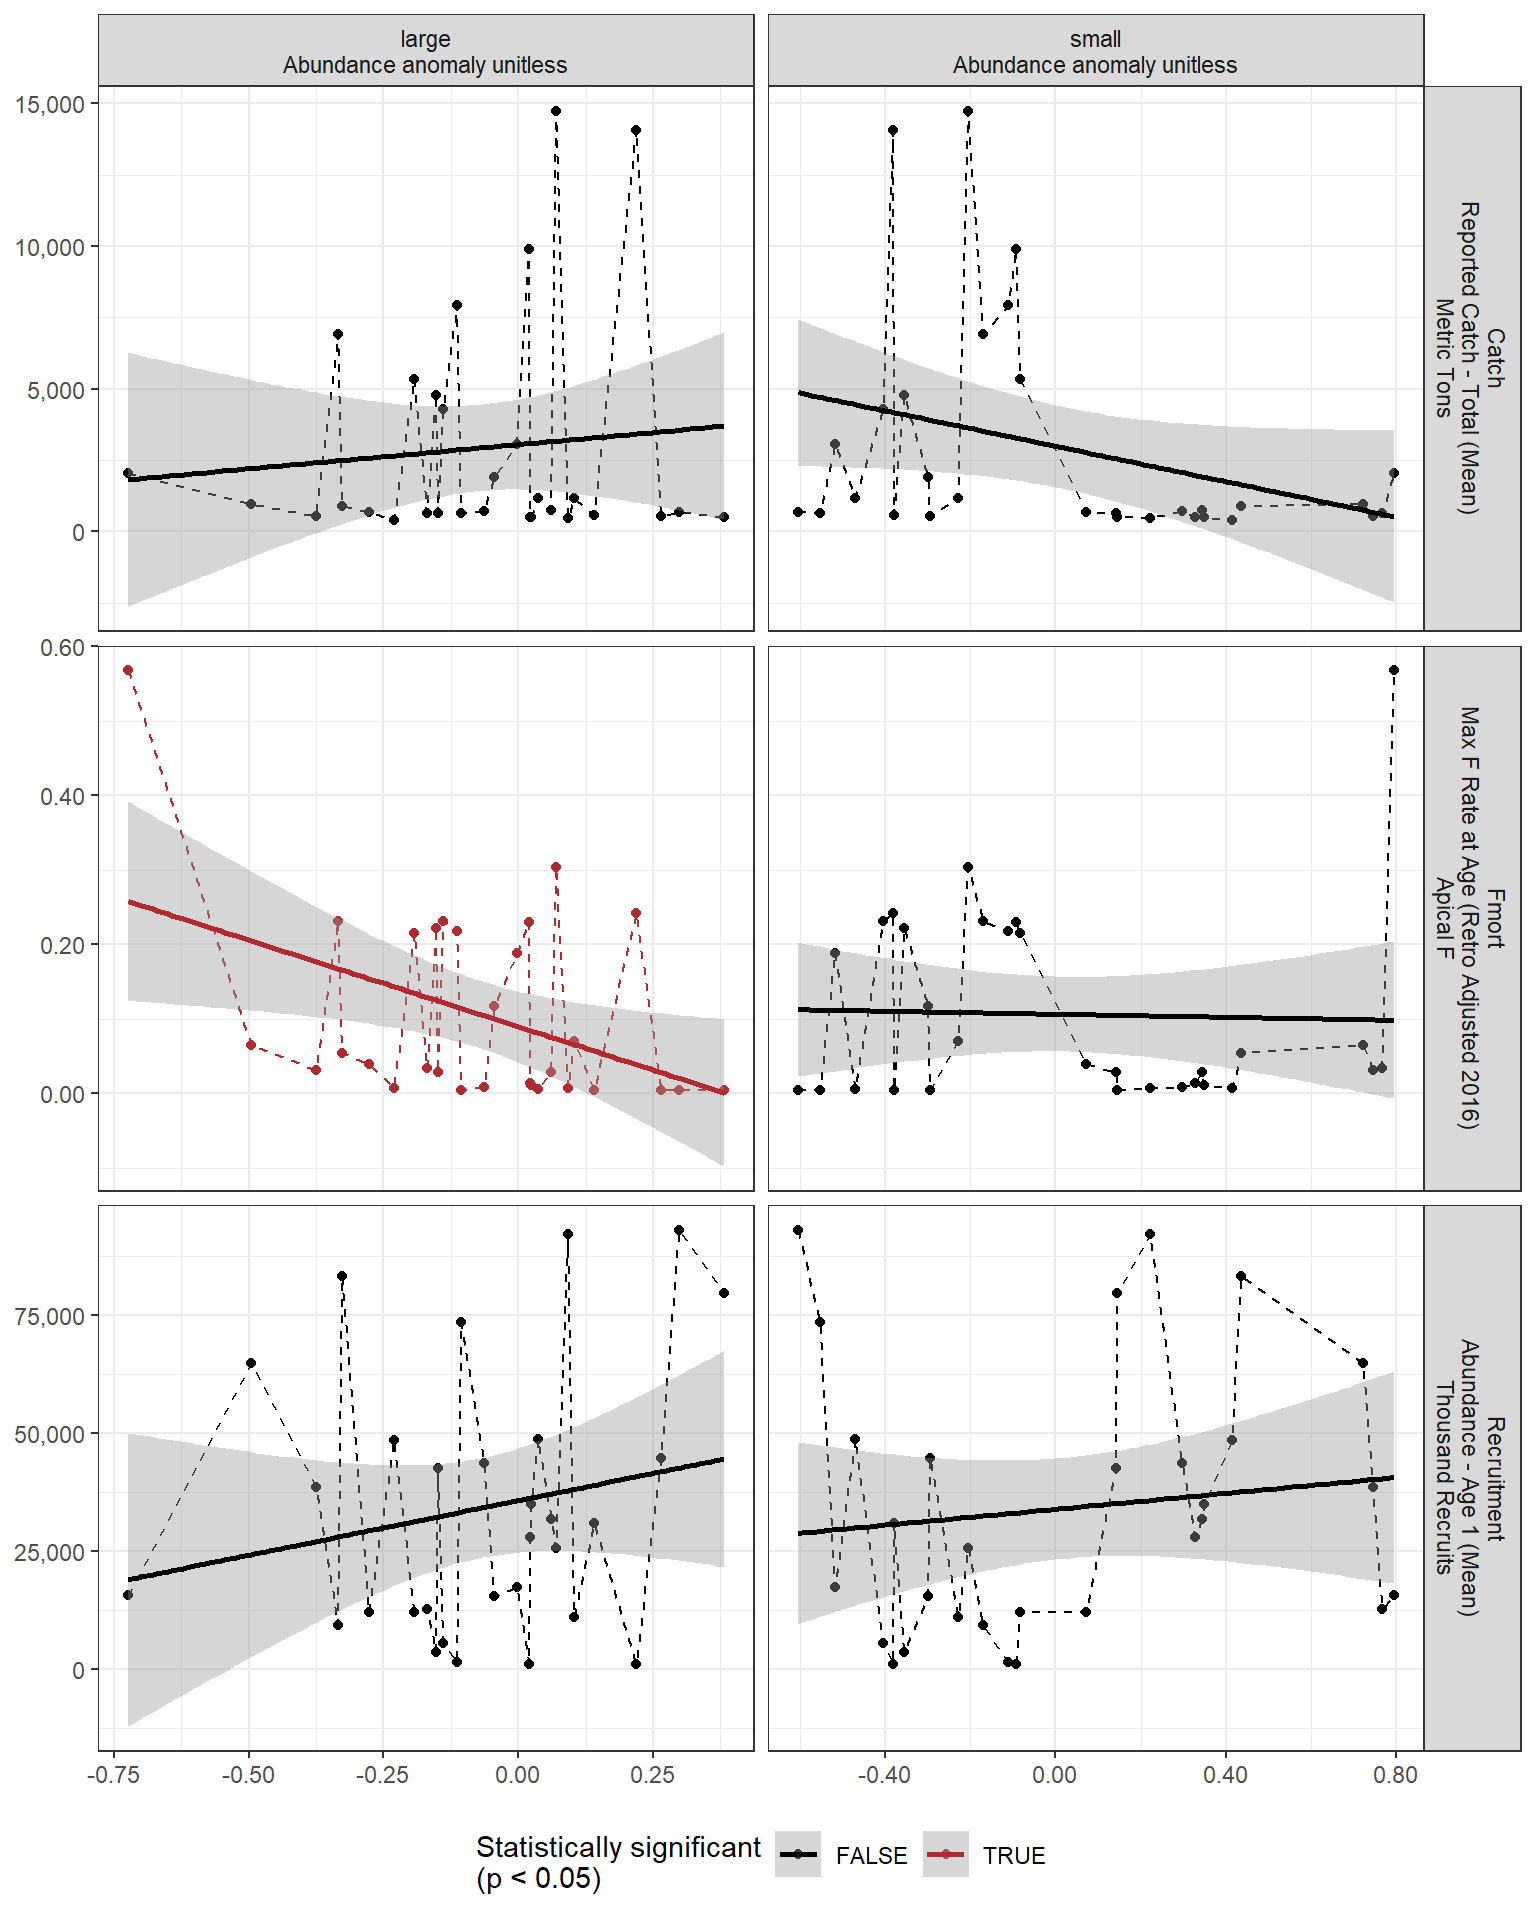 large
Abundance anomaly unitless
small
Abundance anomaly unitless
15,000
10,000
5,000
0
Catch
Reported Catch - Total (Mean)
Metric Tons
0.60
0.40
0.20
0.00
Fmort
Max F Rate at Age (Retro Adjusted 2016)
Apical F
75,000
50,000
25,000
0
Recruitment
Abundance - Age 1 (Mean)
Thousand Recruits
-0.75
-0.50
-0.25
0.00
0.25
-0.40
0.00
0.40
0.80
Statistically significant
(p < 0.05)
FALSE
TRUE